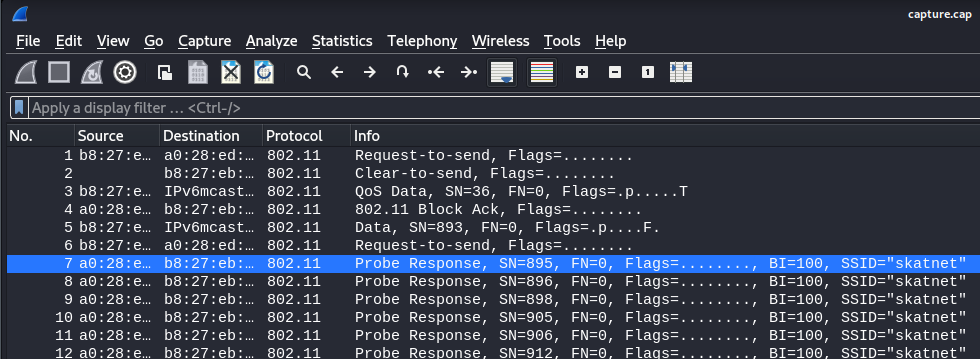 capture.cap
File Edit View Go Capture Analyze Statistics Telephony Wireless Tools Help
Apply a display filter … <Ctrl-/>
No. Source Destination Protocol Info
1 b8:27:e… a0:28:ed:… 802.11 Request-to-send, Flags=........
2 b8:27:eb:… 802.11 Clear-to-send, Flags=........
3 b8:27:e… IPv6mcast… 802.11 QoS Data, SN=36, FN=0, Flags=.p.....T
4 a0:28:e… b8:27:eb:… 802.11 802.11 Block Ack, Flags=........
5 b8:27:e… IPv6mcast… 802.11 Data, SN=893, FN=0, Flags=.p....F.
6 b8:27:e… a0:28:ed:… 802.11 Request-to-send, Flags=........
7 a0:28:e… b8:27:eb:… 802.11 Probe Response, SN=895, FN=0, Flags=........, BI=100, SSID="skatnet"
8 a0:28:e… b8:27:eb:… 802.11 Probe Response, SN=896, FN=0, Flags=........, BI=100, SSID="skatnet"
9 a0:28:e… b8:27:eb:… 802.11 Probe Response, SN=898, FN=0, Flags=........, BI=100, SSID="skatnet"
10 a0:28:e… b8:27:eb:… 802.11 Probe Response, SN=905, FN=0, Flags=........, BI=100, SSID="skatnet"
11 a0:28:e… b8:27:eb:… 802.11 Probe Response, SN=906, FN=0, Flags=........, BI=100, SSID="skatnet"
12 a0:28:e… b8:27:eb:… 802.11 Probe Response, SN=912, FN=0, Flags=........, BI=100, SSID="skatnet"